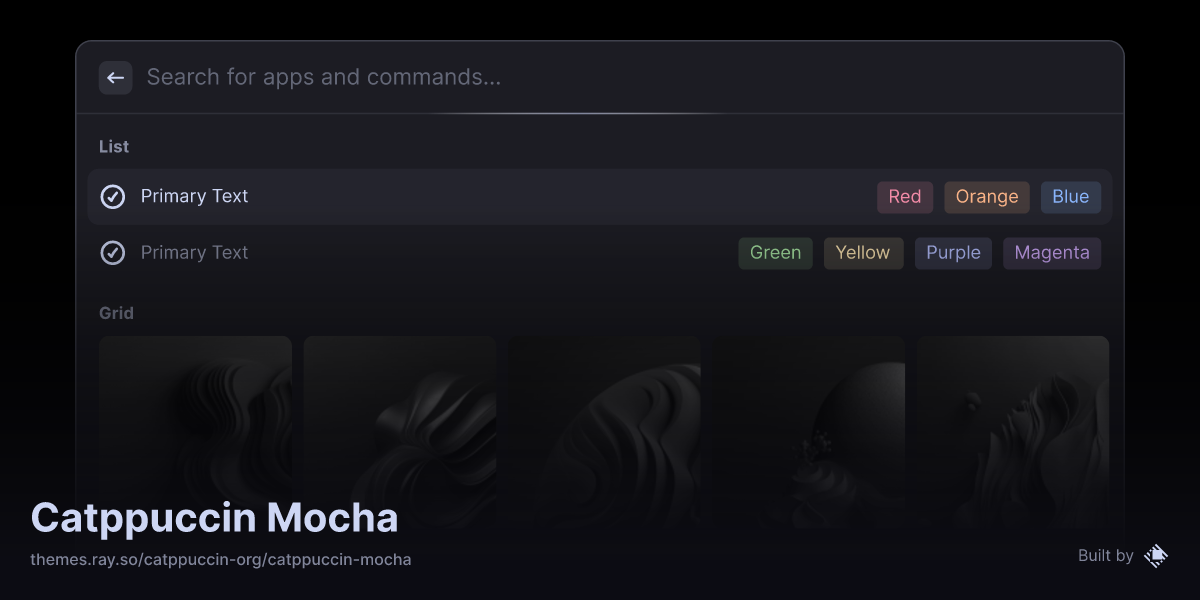 Search for apps and commands...
List
Primary Text Red Orange Blue
Primary Text Green Yellow Purple Magenta
Grid
Catppuccin Mocha
themes.ray.so/catppuccin-org/catppuccin-mocha
Built by